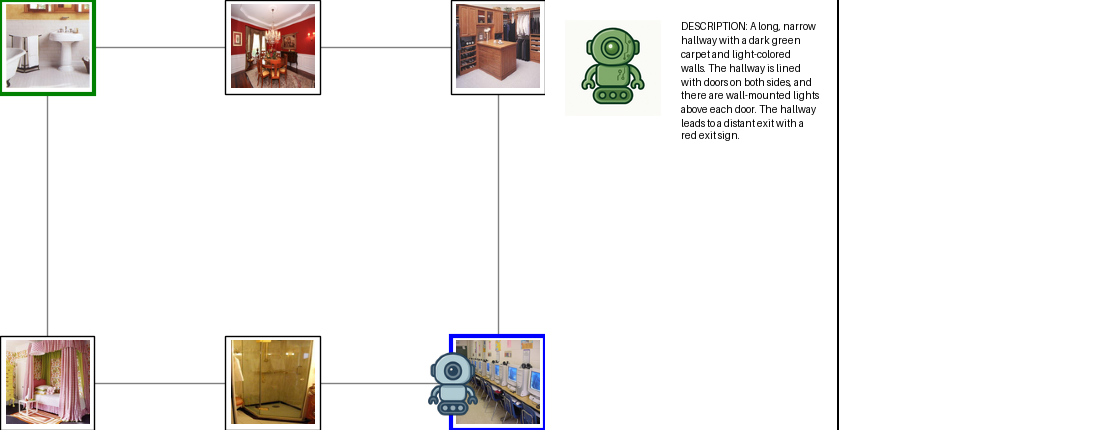 DESCRIPTION: A long, narrow
hallway with a dark green
carpet and light-colored
walls. The hallway is lined
with doors on both sides, and
there are wall-mounted lights
above each door. The hallway
leads to a distant exit with a
red exit sign.